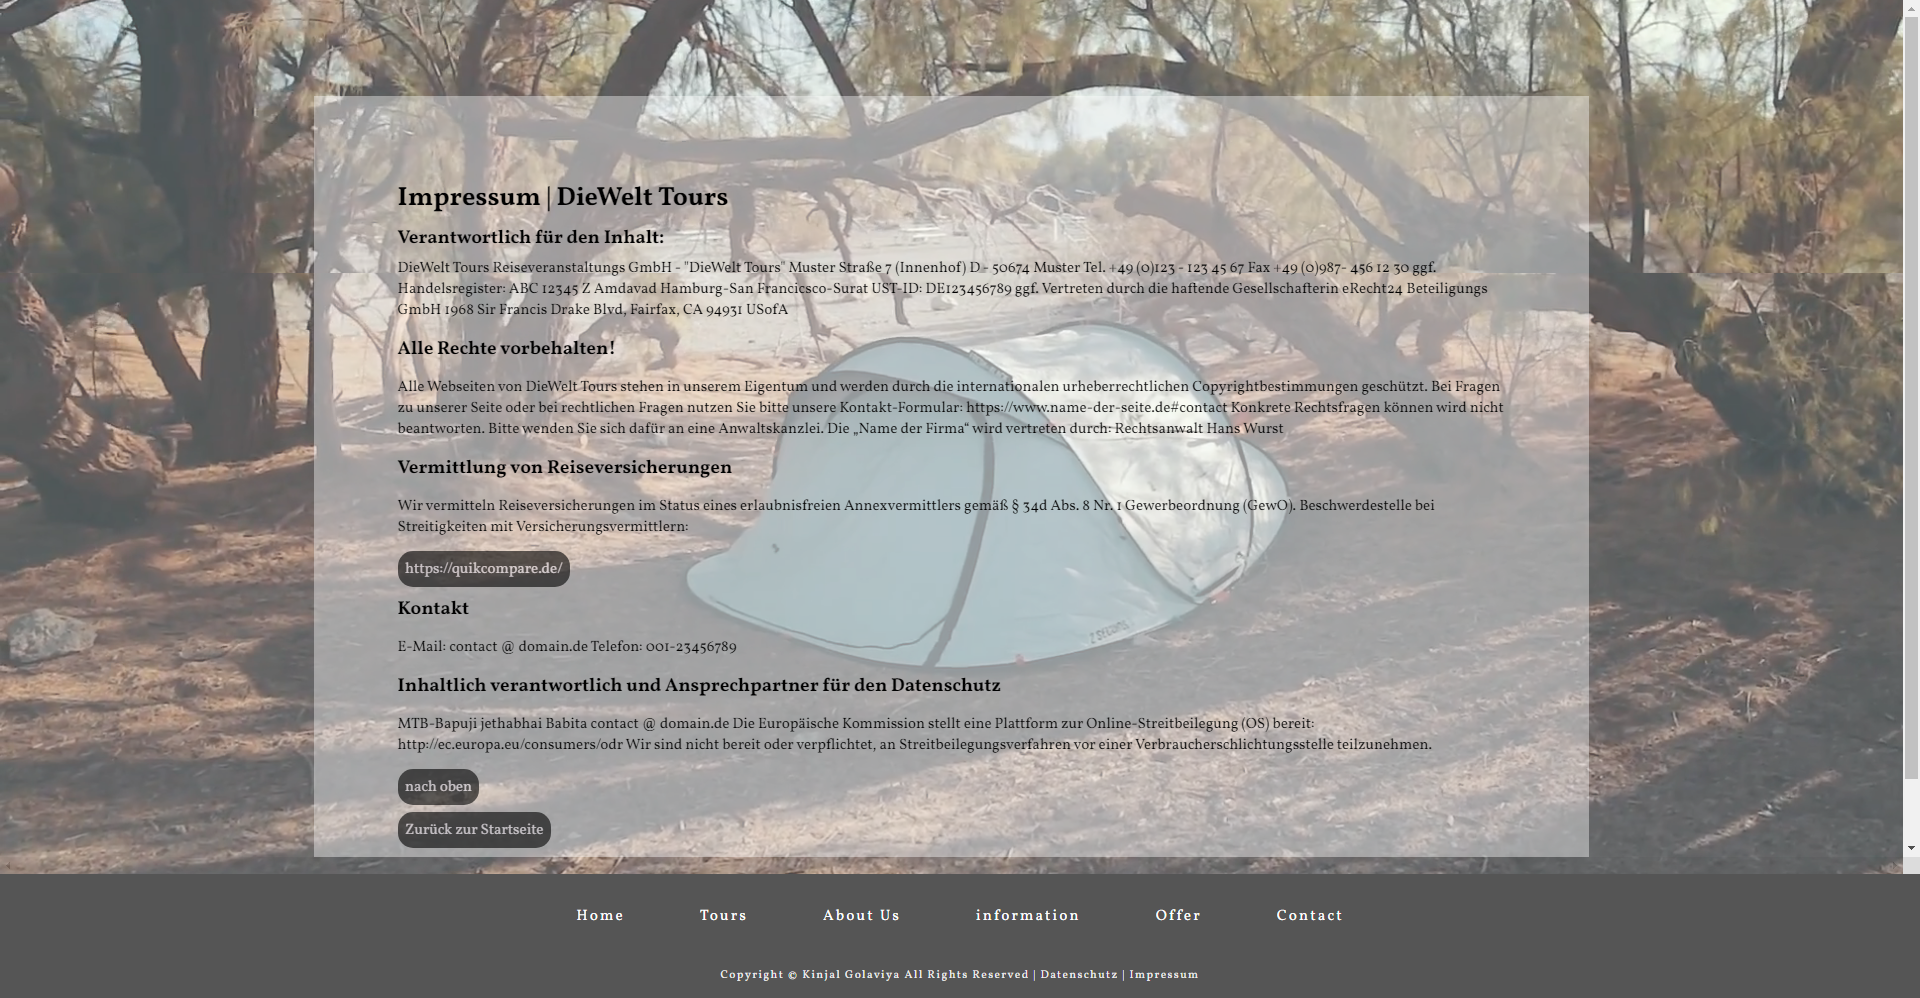 Impressum | DieWelt Tours
Verantwortlich für den Inhalt:
DieWelt Tours Reiseveranstaltungs GmbH - "DieWelt Tours" Muster Straße 7 (Innenhof) D - 50674 Muster Tel. +49 (0)123 - 123 45 67 Fax +49 (0)987- 456 12 30 ggf.
Handelsregister: ABC 12345 Z Amdavad Hamburg-San Francicsco-Surat UST-ID: DE123456789 ggf. Vertreten durch die haftende Gesellschafterin eRecht24 Beteiligungs
GmbH 1968 Sir Francis Drake Blvd, Fairfax, CA 94931 USofA
Alle Rechte vorbehalten!
Alle Webseiten von DieWelt Tours stehen in unserem Eigentum und werden durch die internationalen urheberrechtlichen Copyrightbestimmungen geschützt. Bei Fragen
zu unserer Seite oder bei rechtlichen Fragen nutzen Sie bitte unsere Kontakt-Formular: https://www.name-der-seite.de#contact Konkrete Rechtsfragen können wird nicht
beantworten. Bitte wenden Sie sich dafür an eine Anwaltskanzlei. Die „Name der Firma“ wird vertreten durch: Rechtsanwalt Hans Wurst
Vermittlung von Reiseversicherungen
Wir vermitteln Reiseversicherungen im Status eines erlaubnisfreien Annexvermittlers gemäß § 34d Abs. 8 Nr. 1 Gewerbeordnung (GewO). Beschwerdestelle bei
Streitigkeiten mit Versicherungsvermittlern:
https://quikcompare.de/
Kontakt
E-Mail: contact @ domain.de Telefon: 001-23456789
Inhaltlich verantwortlich und Ansprechpartner für den Datenschutz
MTB-Bapuji jethabhai Babita contact @ domain.de Die Europäische Kommission stellt eine Plattform zur Online-Streitbeilegung (OS) bereit:
http://ec.europa.eu/consumers/odr Wir sind nicht bereit oder verpflichtet, an Streitbeilegungsverfahren vor einer Verbraucherschlichtungsstelle teilzunehmen.
nach oben
Zurück zur Startseite
Home Tours About Us information Offer Contact
Copyright © Kinjal Golaviya All Rights Reserved | Datenschutz | Impressum